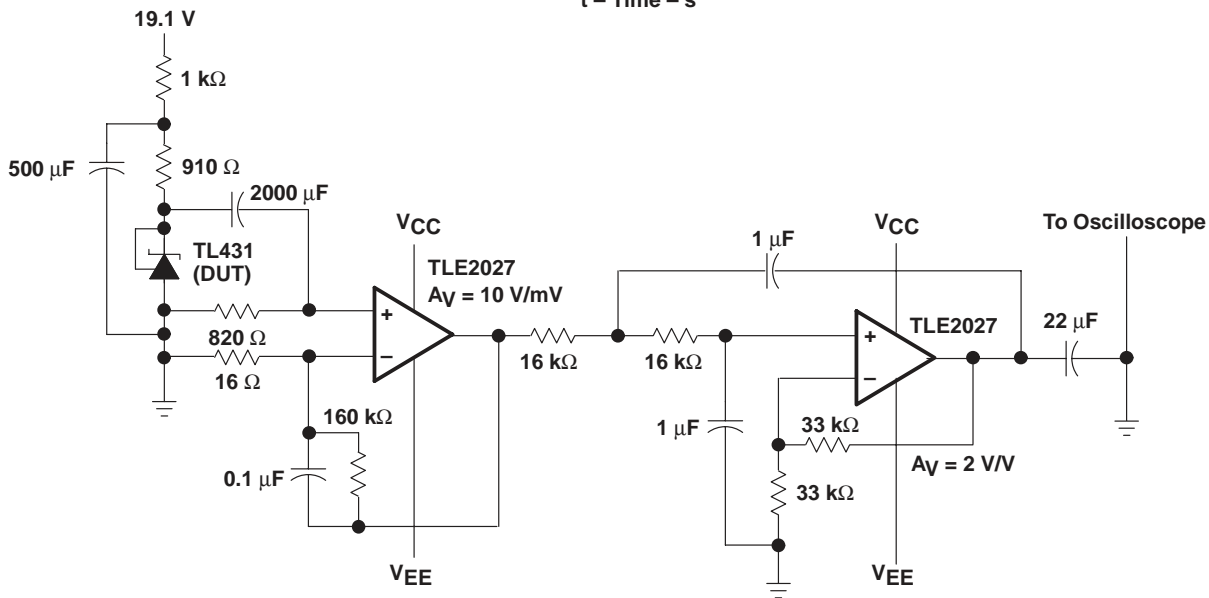 t – Time – s
19.1 V
1 kΩ
500 µF
910 Ω
2000 µF
TL431
(DUT)
820 Ω
16 Ω
160 kΩ
0.1 µF
VCC
TLE2027
AV = 10 V/mV
+
–
VEE
16 kΩ
16 kΩ
1 µF
1 µF
VCC
TLE2027
+
–
33 kΩ
AV = 2 V/V
33 kΩ
VEE
22 µF
To Oscilloscope